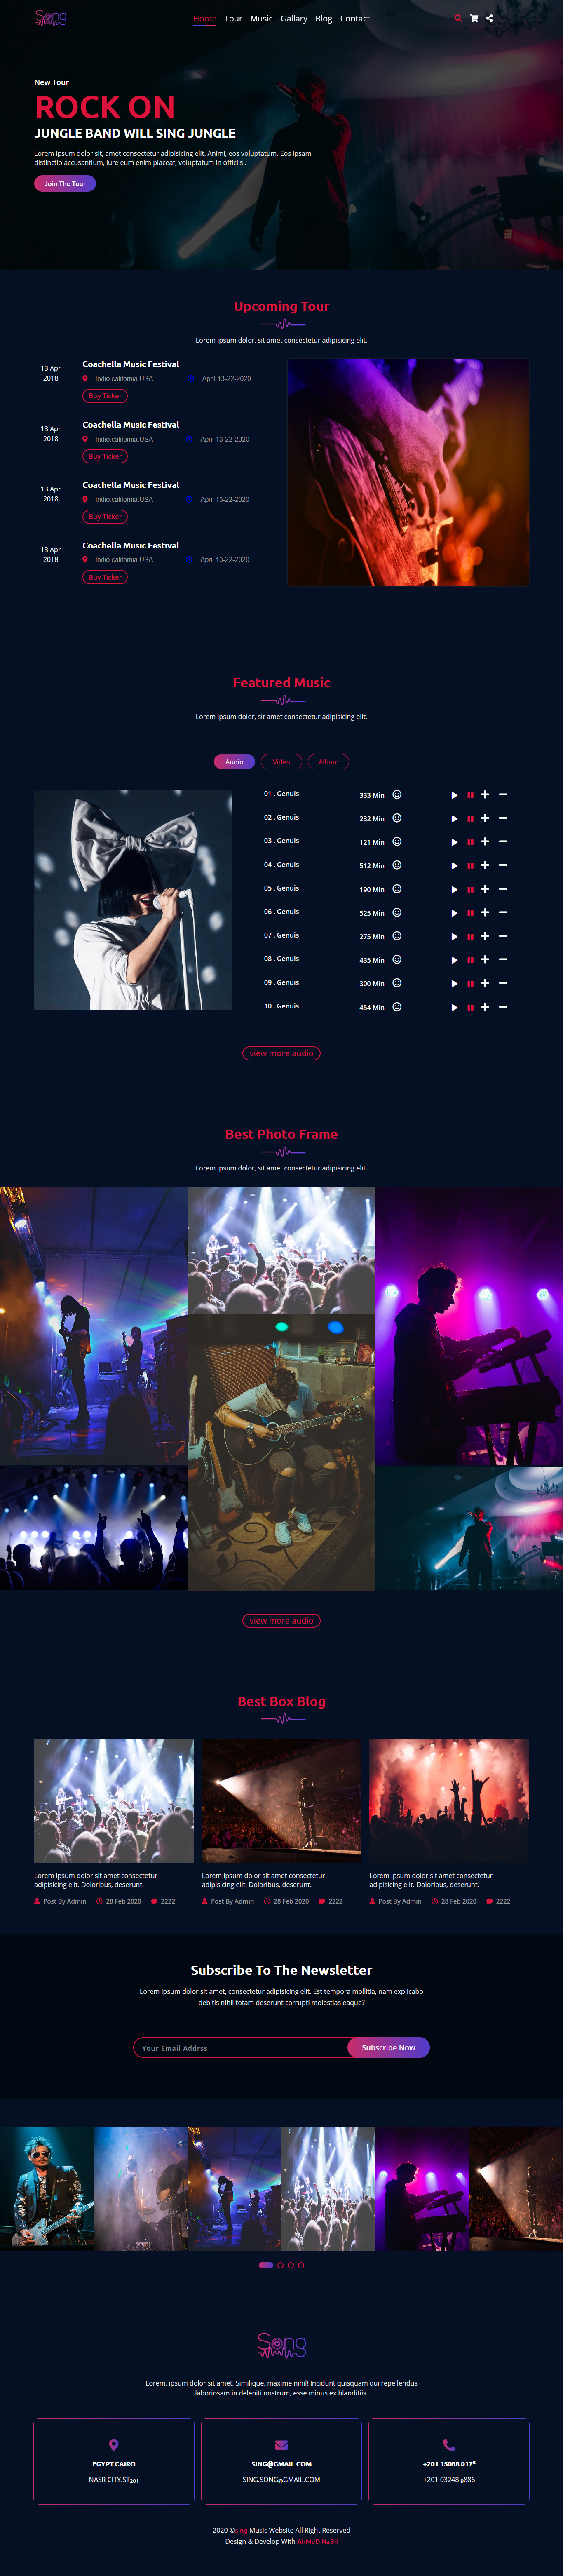 Song
Home Tour Music Gallary Blog Contact
New Tour
ROCK ON
JUNGLE BAND WILL SING JUNGLE
Lorem ipsum dolor sit, amet consectetur adipisicing elit. Animi, eos voluptatum. Eos ipsam
distinctio accusantium, iure eum enim placeat, voluptatum in officiis .
Join The Tour
Upcoming Tour
Lorem ipsum dolor, sit amet consectetur adipisicing elit.
13 Apr
2018
Coachella Music Festival
Indio.califomia.USA April 13-22-2020
Buy Ticker
13 Apr
2018
Coachella Music Festival
Indio.califomia.USA April 13-22-2020
Buy Ticker
13 Apr
2018
Coachella Music Festival
Indio.califomia.USA April 13-22-2020
Buy Ticker
13 Apr
2018
Coachella Music Festival
Indio.califomia.USA April 13-22-2020
Buy Ticker
Featured Music
Lorem ipsum dolor, sit amet consectetur adipisicing elit.
Audio Video Album
01 . Genuis 333 Min
02 . Genuis 232 Min
03 . Genuis 121 Min
04 . Genuis 512 Min
05 . Genuis 190 Min
06 . Genuis 525 Min
07 . Genuis 275 Min
08 . Genuis 435 Min
09 . Genuis 300 Min
10 . Genuis 454 Min
view more audio
Best Photo Frame
Lorem ipsum dolor, sit amet consectetur adipisicing elit.
view more audio
Best Box Blog
Lorem ipsum dolor sit amet consectetur
adipisicing elit. Doloribus, deserunt.
Post By Admin 28 Feb 2020 2222
Lorem ipsum dolor sit amet consectetur
adipisicing elit. Doloribus, deserunt.
Post By Admin 28 Feb 2020 2222
Lorem ipsum dolor sit amet consectetur
adipisicing elit. Doloribus, deserunt.
Post By Admin 28 Feb 2020 2222
Subscribe To The Newsletter
Lorem ipsum dolor sit amet, consectetur adipisicing elit. Est tempora mollitia, nam explicabo
debitis nihil totam deserunt corrupti molestias eaque?
Your Email Addrss Subscribe Now
Song
Lorem, ipsum dolor sit amet, Similique, maxime nihil! Incidunt quisquam qui repellendus
laboriosam in deleniti nostrum, esse minus ex blanditiis.
EGYPT.CAIRO
NASR CITY.ST201
SING@GMAIL.COM
SING.SONG@GMAIL.COM
+201 15088 0178
+201 03248 9886
2020 ©sing Music Website All Right Reserved
Design & Develop With AhMeD NaBil